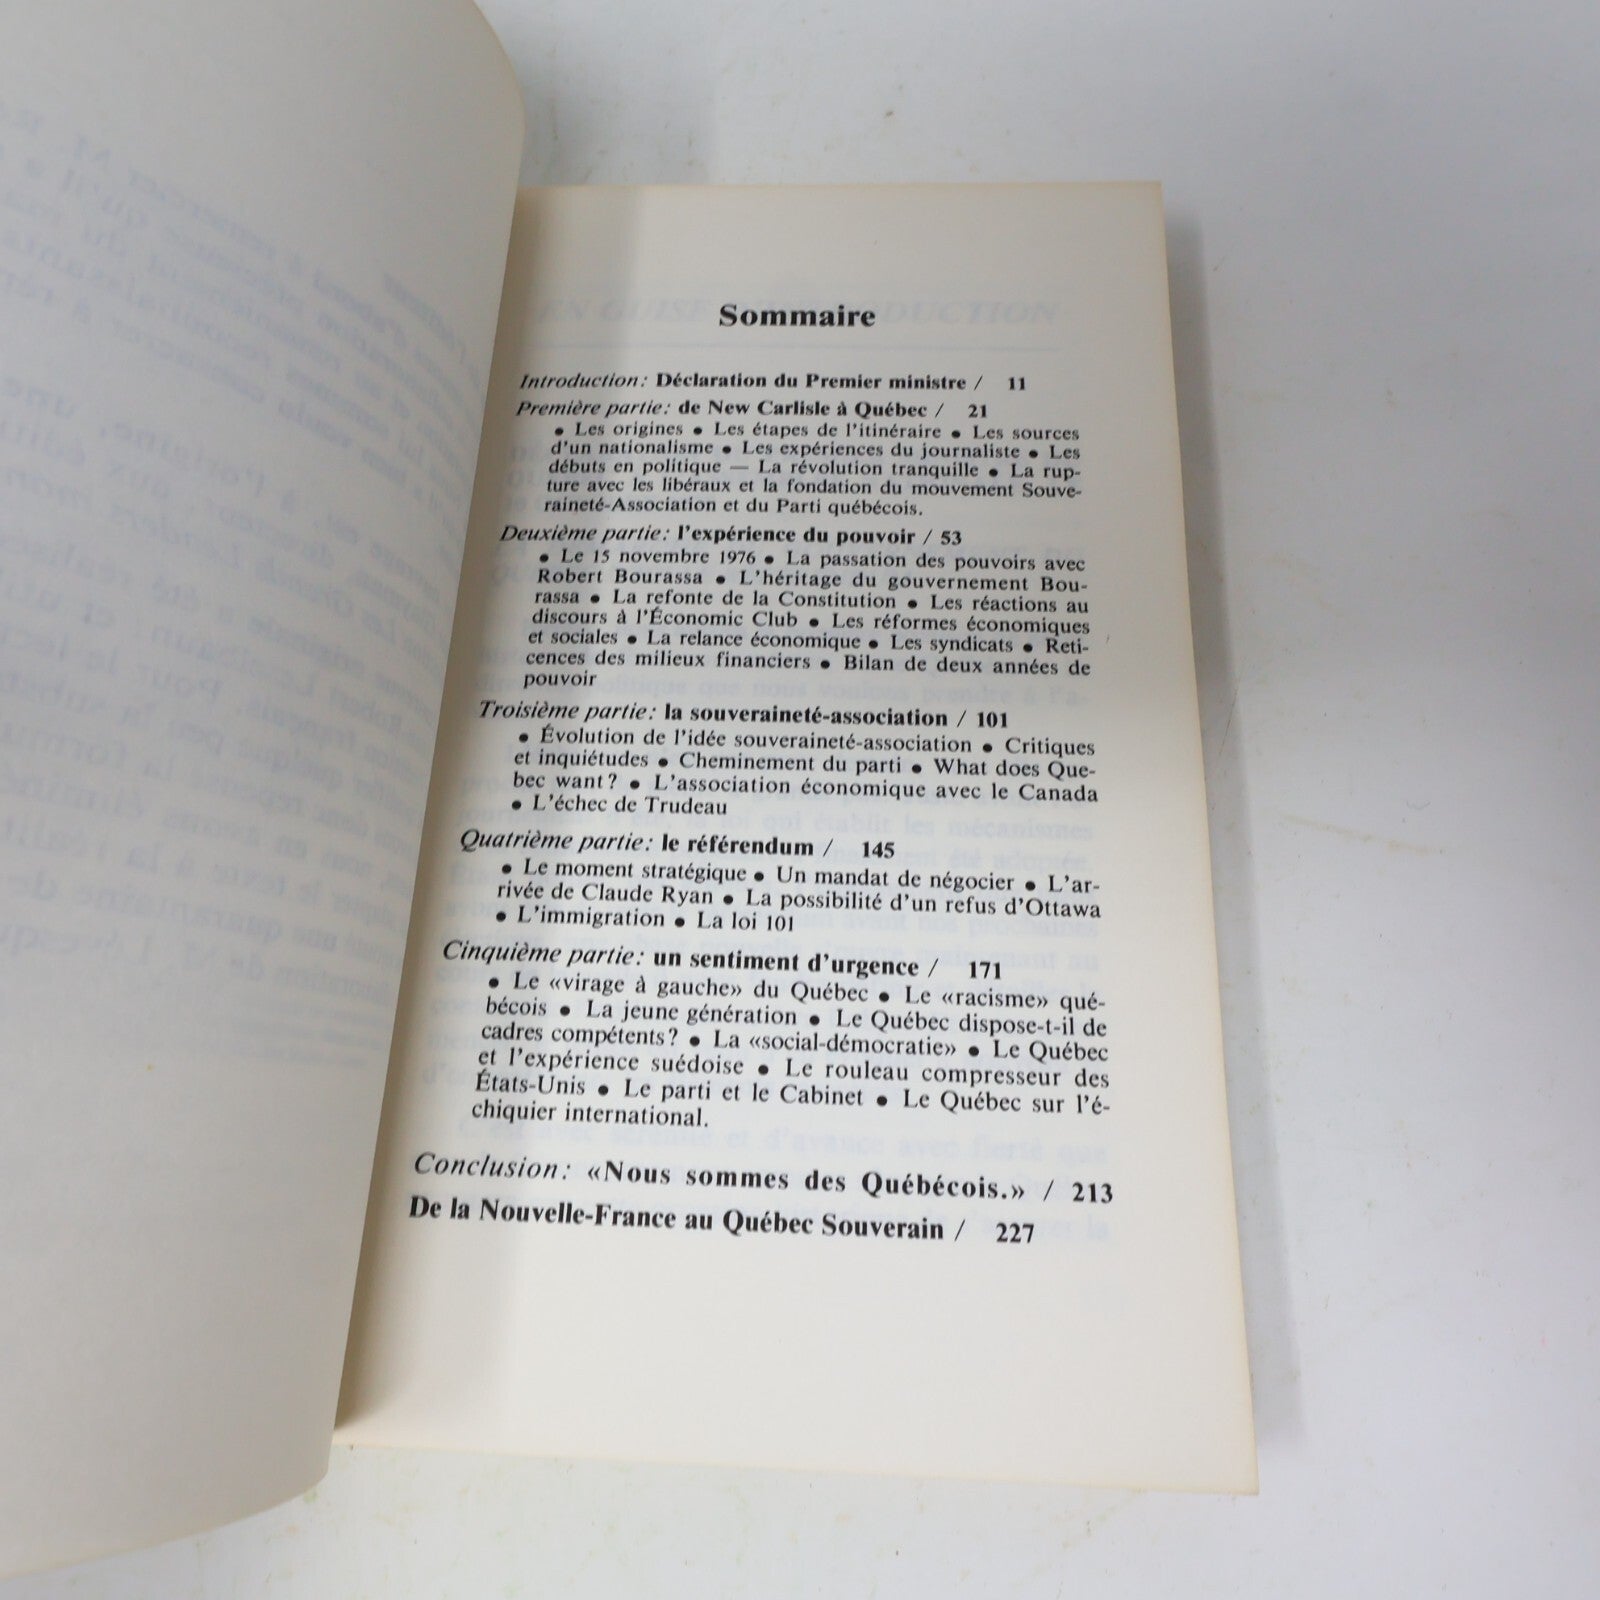 Sommaire
Introduction: Déclaration du Premier ministre / 11
Première partie: de New Carlisle à Québec / 21
• Les origines • Les étapes de l'itinéraire • Les sources
d'un nationalisme • Les expériences du journaliste • Les
débuts en politique — La révolution tranquille • La rup-
ture avec les libéraux et la fondation du mouvement Souve-
raineté-Association et du Parti québécois.
Deuxième partie: l'expérience du pouvoir / 53
• Le 15 novembre 1976 • La passation des pouvoirs avec
Robert Bourassa • L'héritage du gouvernement Bou-
rassa • La refonte de la Constitution • Les réactions au
discours à l'Économic Club • Les réformes économiques
et sociales • La relance économique • Les syndicats • Reti-
cences des milieux financiers • Bilan de deux années de
pouvoir
Troisième partie: la souveraineté-association / 101
• Évolution de l'idée souveraineté-association • Critiques
et inquiétudes • Cheminement du parti • What does Que-
bec want? • L'association économique avec le Canada
• L'échec de Trudeau
Quatrième partie: le référendum / 145
• Le moment stratégique • Un mandat de négocier • L'ar-
rivée de Claude Ryan • La possibilité d'un refus d'Ottawa
• L'immigration • La loi 101
Cinquième partie: un sentiment d'urgence / 171
• Le «virage à gauche» du Québec • Le «racisme» qué-
bécois • La jeune génération • Le Québec dispose-t-il de
cadres compétents? • La «social-démocratie» • Le Québec
et l'expérience suédoise • Le rouleau compresseur des
États-Unis • Le parti et le Cabinet • Le Québec sur l'é-
chiquier international.
Conclusion: «Nous sommes des Québécois.» / 213
De la Nouvelle-France au Québec Souverain / 227